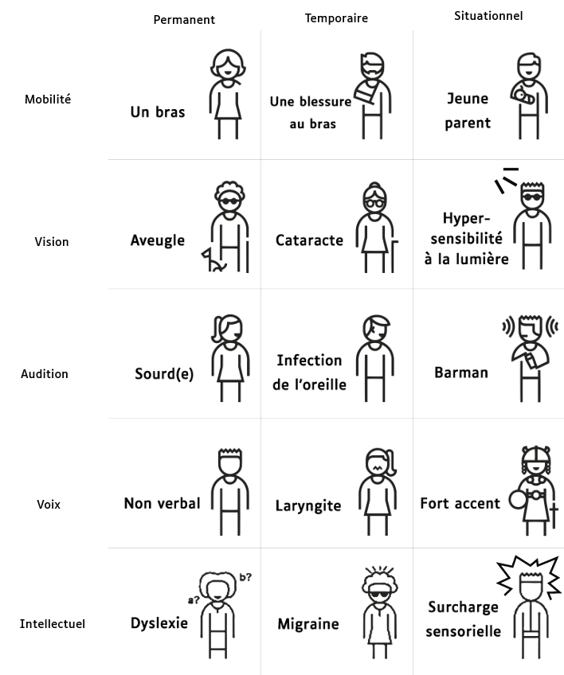 Permanent
Temporaire
Situationnel
Mobilité
Un bras
Une blessure
au bras
Jeune
parent
Vision
Aveugle
Cataracte
Hyper-
sensibilité
à la lumière
Audition
Sourd(e)
Infection
de l'oreille
Barman
Voix
Non verbal
Laryngite
Fort accent
Intellectuel
Dyslexie
a?
b?
Migraine
Surcharge
sensorielle